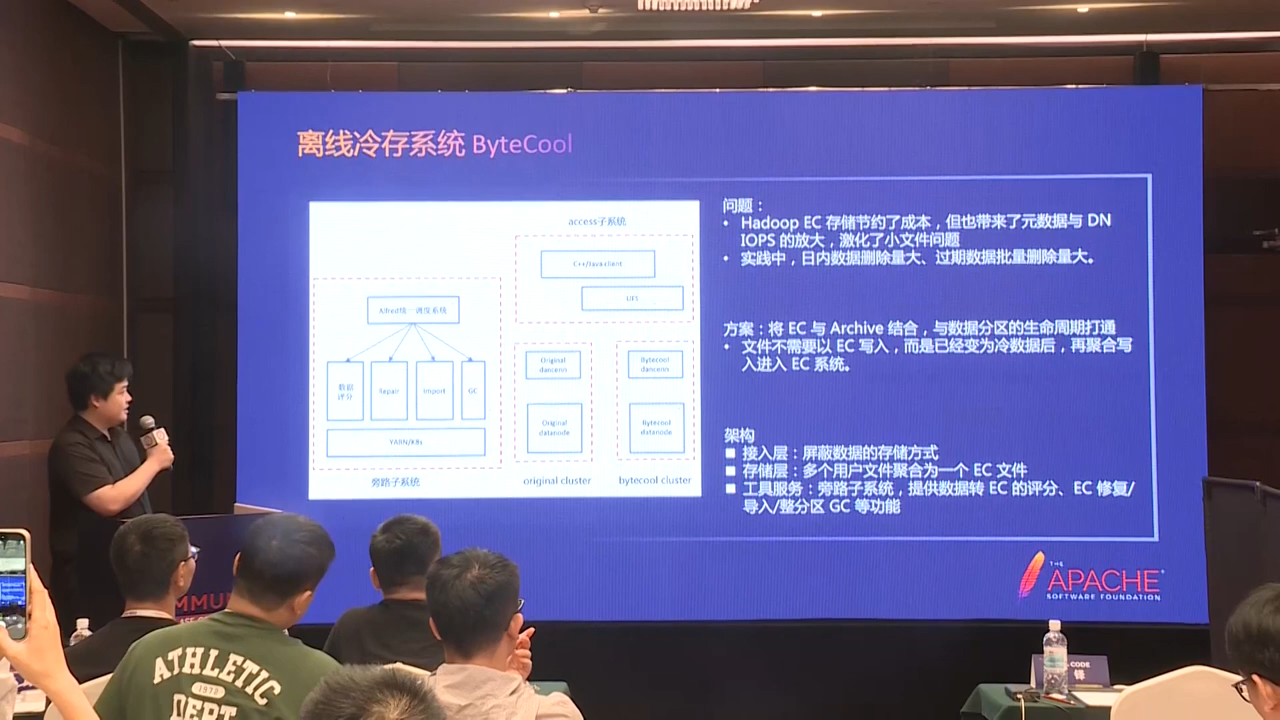 离线冷存系统 ByteCool
access子系统
C++/Java client
UFS
Alfred统一调度系统
数据
评分
Repair
Import
GC
YARN/K8s
旁路子系统
Original
dancenn
Original
datanode
original cluster
Bytecool
dancenn
Bytecool
datanode
bytecool cluster
问题：
• Hadoop EC 存储节约了成本，但也带来了元数据与 DN
IOPS 的放大，激化了小文件问题
• 实践中，日内数据删除量大、过期数据批量删除量大。
方案：将 EC 与 Archive 结合，与数据分区的生命周期打通
• 文件不需要以 EC 写入，而是已经变为冷数据后，再聚合写
入进入 EC 系统。
架构
■ 接入层：屏蔽数据的存储方式
■ 存储层：多个用户文件聚合为一个 EC 文件
■ 工具服务：旁路子系统，提供数据转 EC 的评分、EC 修复/
导入/整分区 GC 等功能
THE
APACHE
SOFTWARE FOUNDATION
ATHLETIC
1970
DEPT
CODE